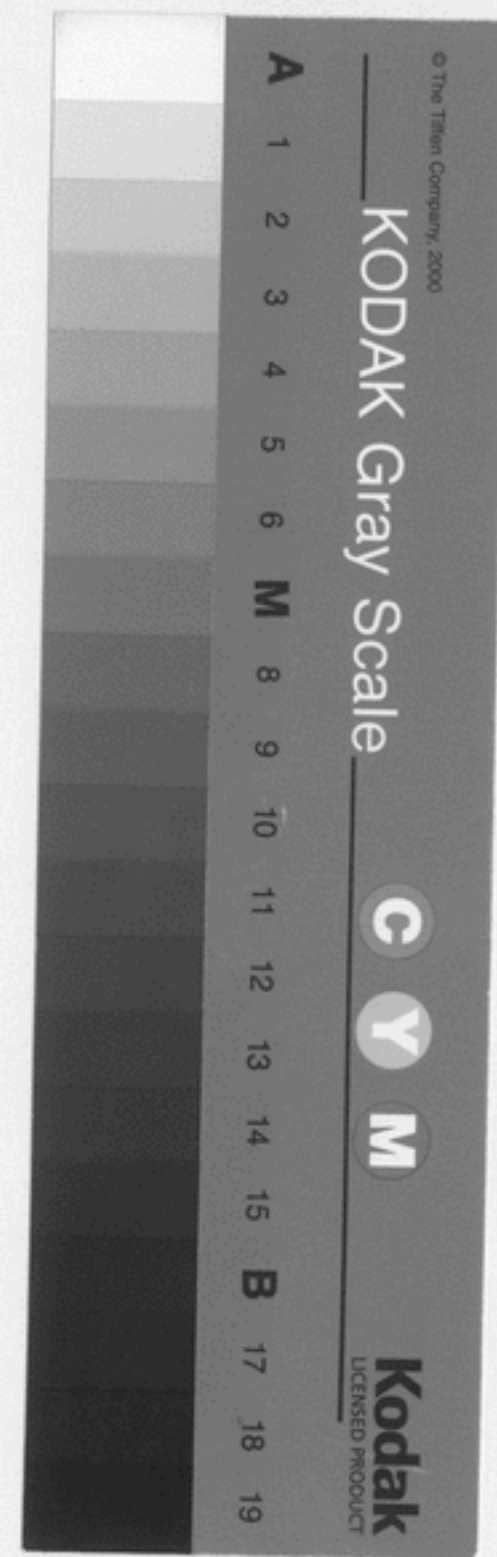 © The Tiffen Company, 2000
KODAK Gray Scale
C Y M
Kodak
LICENSED PRODUCT
A 1 2 3 4 5 6 M 8 9 10 11 12 13 14 15 B 17 18 19